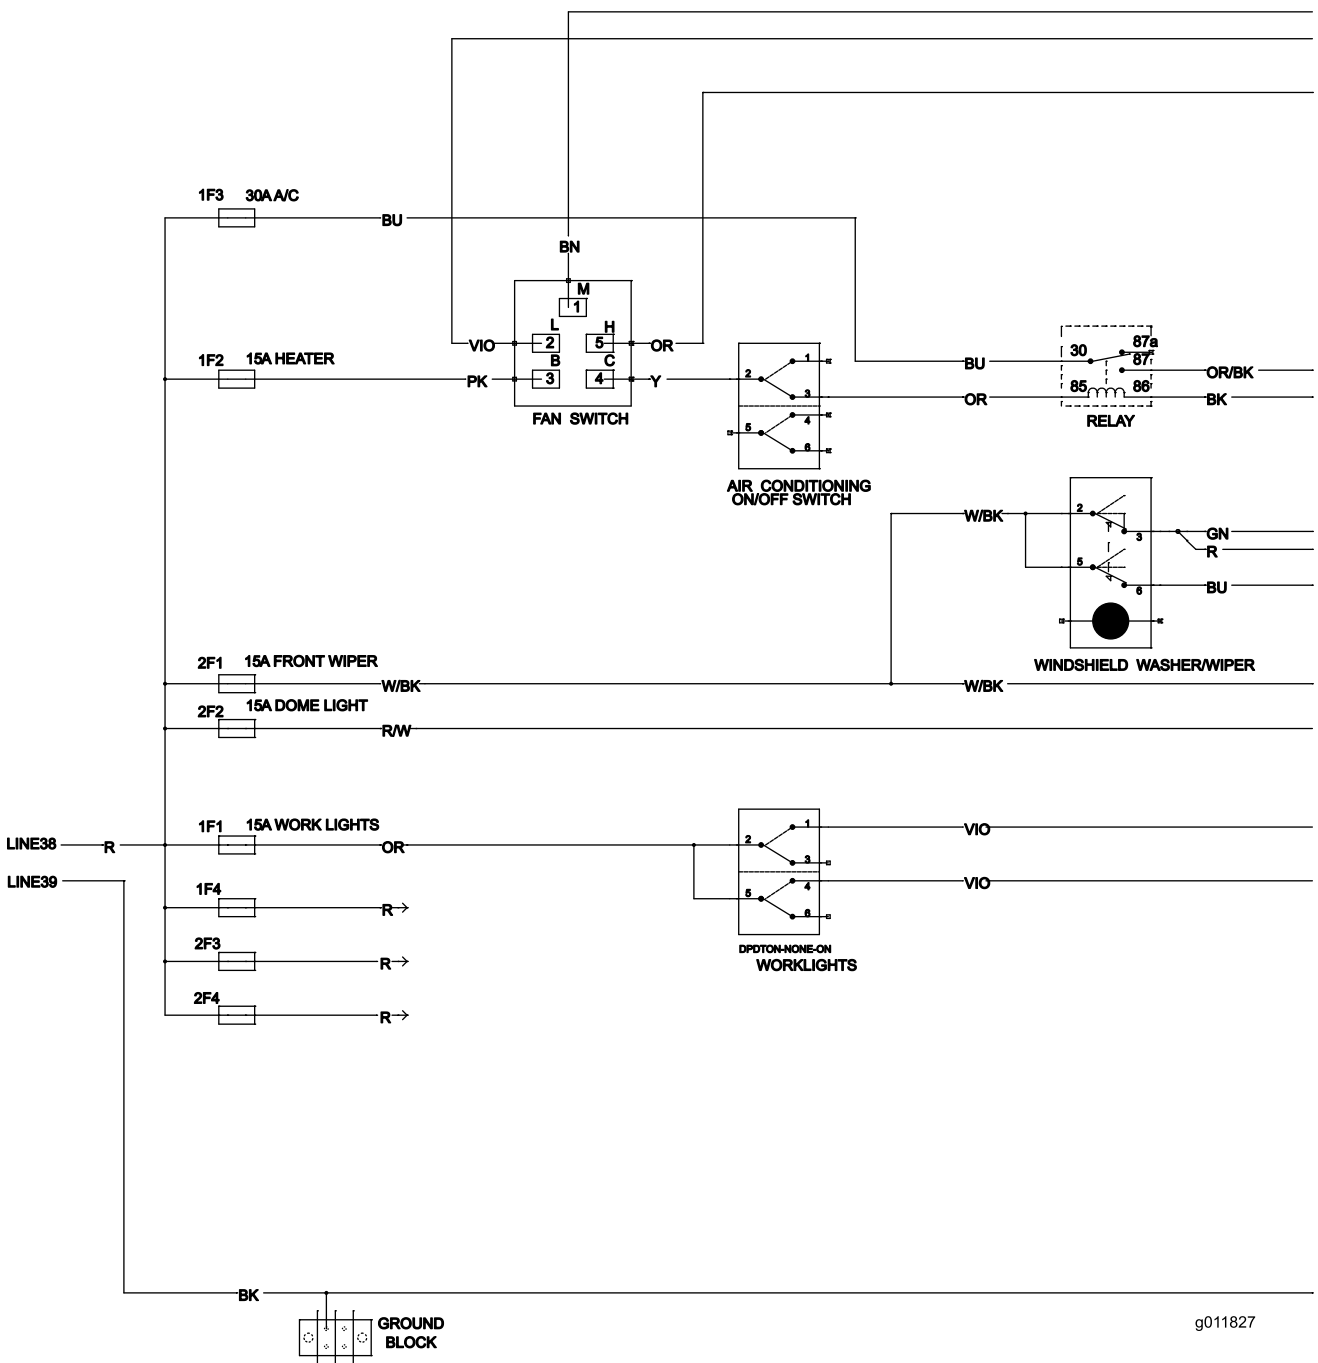 1F3 30A A/C
BU
BN
M
1
L
H
VIO
2
5
OR
B
C
1F2 15A HEATER
PK
3
4
Y
FAN SWITCH
1
2
3
4
5
6
AIR CONDITIONING
ON/OFF SWITCH
BU
30
87a
87
OR/BK
OR
85
86
BK
RELAY
W/BK
2
3
GN
R
5
6
BU
WINDSHIELD WASHER/WIPER
2F1 15A FRONT WIPER
W/BK
W/BK
2F2 15A DOME LIGHT
R/W
1F1 15A WORK LIGHTS
LINE38
R
OR
1
2
3
VIO
LINE39
4
5
6
VIO
1F4
R
2F3
R
DPDTON-NONE-ON
WORKLIGHTS
2F4
R
BK
GROUND
BLOCK
g011827